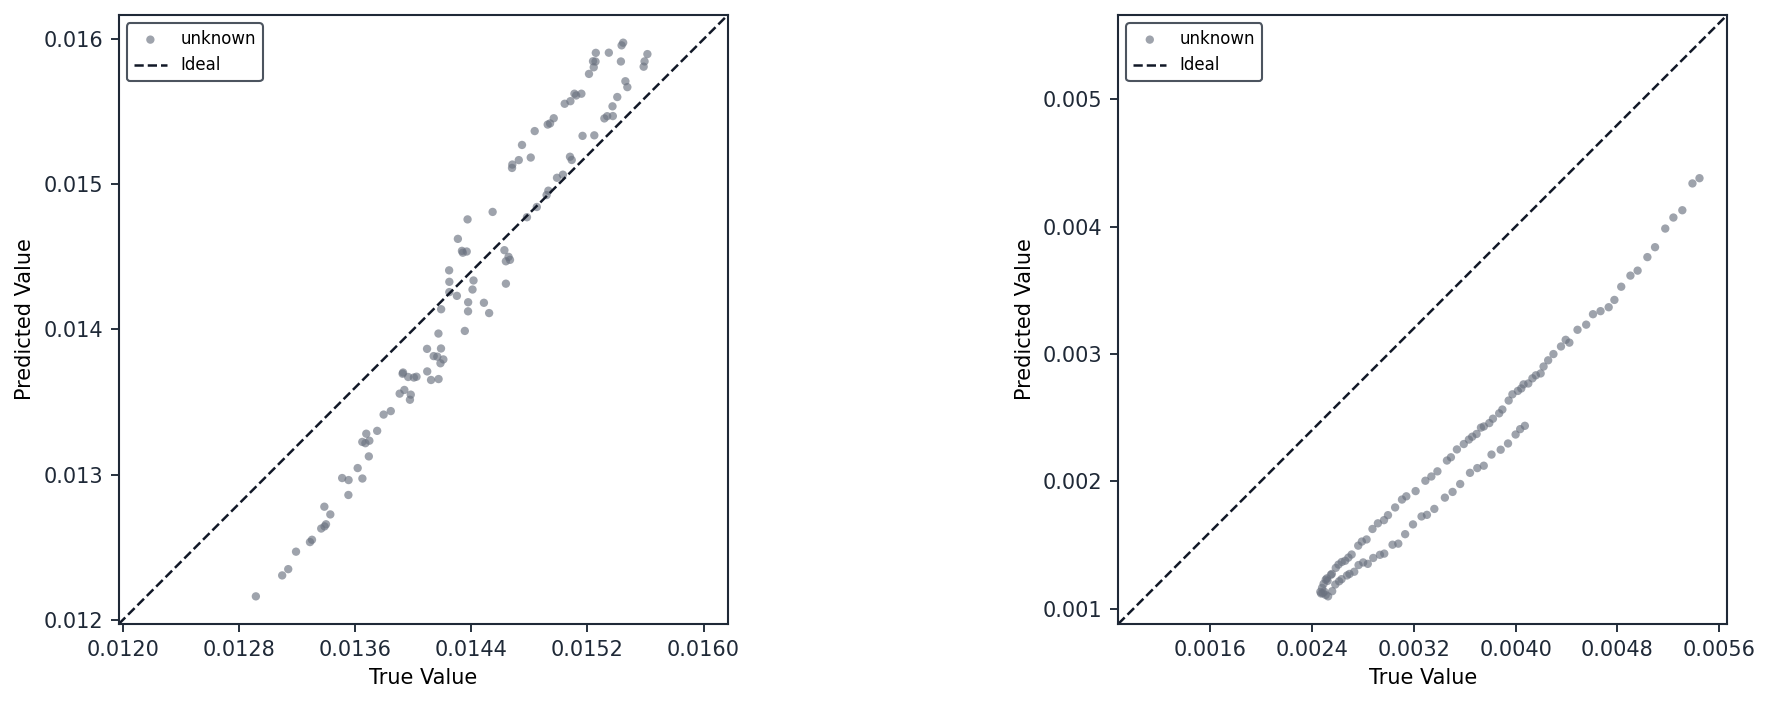 unknown
Ideal
0.016
0.015
0.014
0.013
0.012
0.0120 0.0128 0.0136 0.0144 0.0152 0.0160
True Value
Predicted Value
unknown
Ideal
0.005
0.004
0.003
0.002
0.001
0.0016 0.0024 0.0032 0.0040 0.0048 0.0056
True Value
Predicted Value